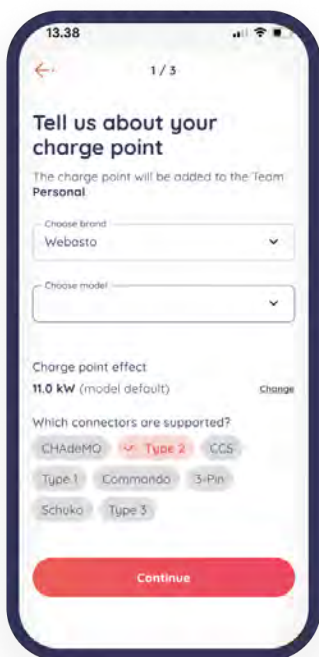 13.38
1 / 3
Tell us about your
charge point
The charge point will be added to the Team
Personal
Choose brand
Webasto
Choose model
Charge point effect
11.0 kW (model default) Change
Which connectors are supported?
CHAdeMO Type 2 CCS
Type 1 Commando 3-Pin
Schuko Type 3
Continue